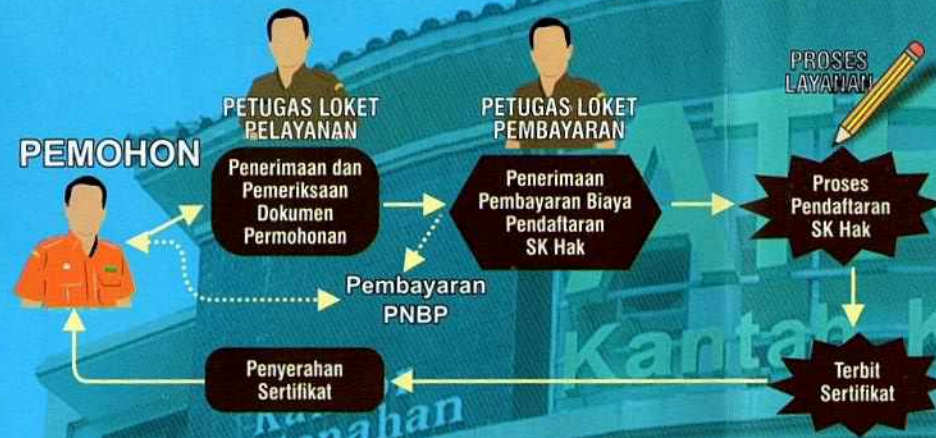 PEMOHON
PETUGAS LOKET
PELAYANAN
Penerimaan dan
Pemeriksaan
Dokumen
Permohonan
PETUGAS LOKET
PEMBAYARAN
Penerimaan
Pembayaran Biaya
Pendaftaran
SK Hak
Pembayaran
PNBP
PROSES
LAYANAN
Proses
Pendaftaran
SK Hak
Terbit
Sertifikat
Penyerahan
Sertifikat
AT
Kantah K